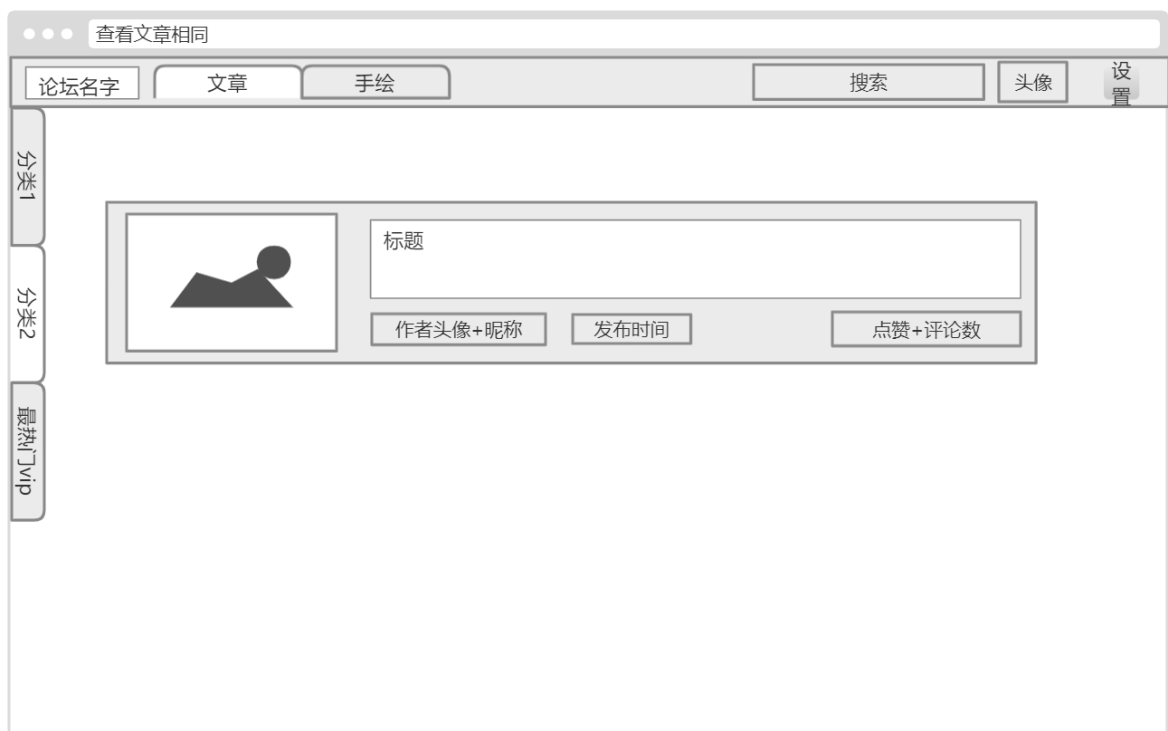 查看文章相同
论坛名字
文章
手绘
搜索
头像
设
置
分类1
分类2
最热门vip
标题
作者头像+昵称
发布时间
点赞+评论数